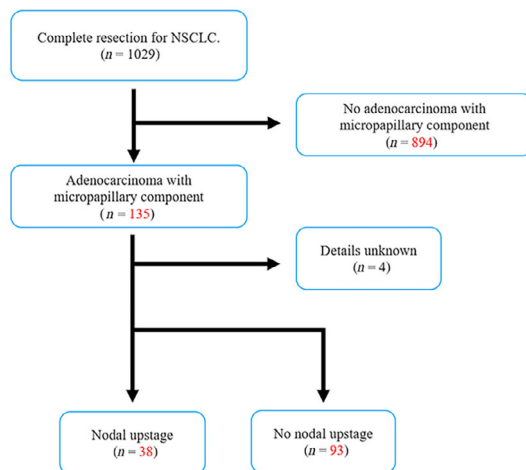 Complete resection for NSCLC.
(n = 1029)
No adenocarcinoma with
micropapillary component
(n = 894)
Adenocarcinoma with
micropapillary component
( n = 135)
Details unknown
(n = 4)
Nodal upstage
(n = 38)
No nodal upstage
(n = 93)